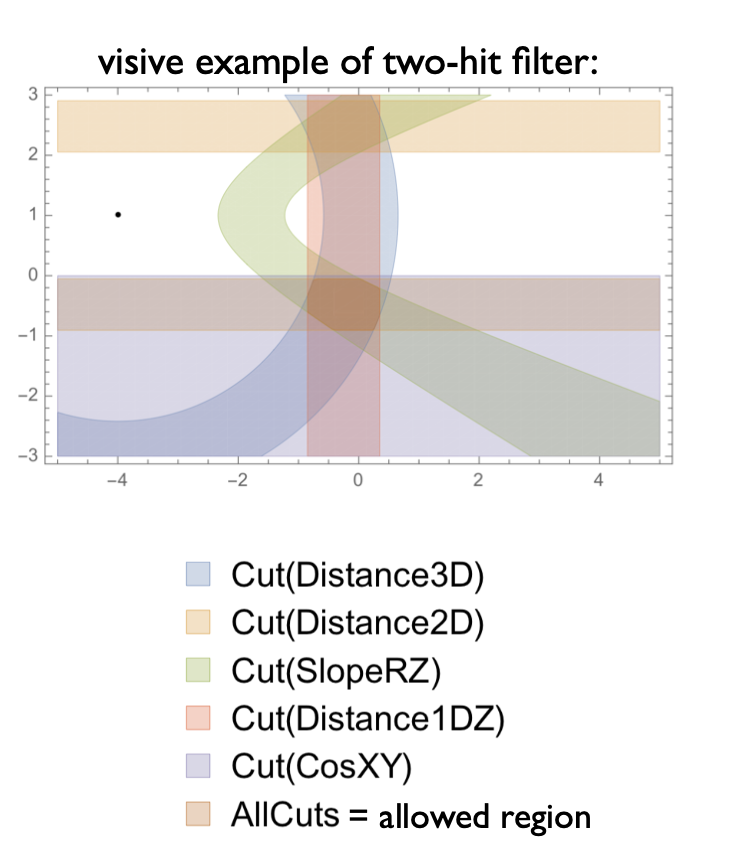 visive example of two-hit filter:
3
2
1
0
−1
−2
−3
−4 −2 0 2 4
Cut(Distance3D)
Cut(Distance2D)
Cut(SlopeRZ)
Cut(Distance1DZ)
Cut(CosXY)
AllCuts = allowed region